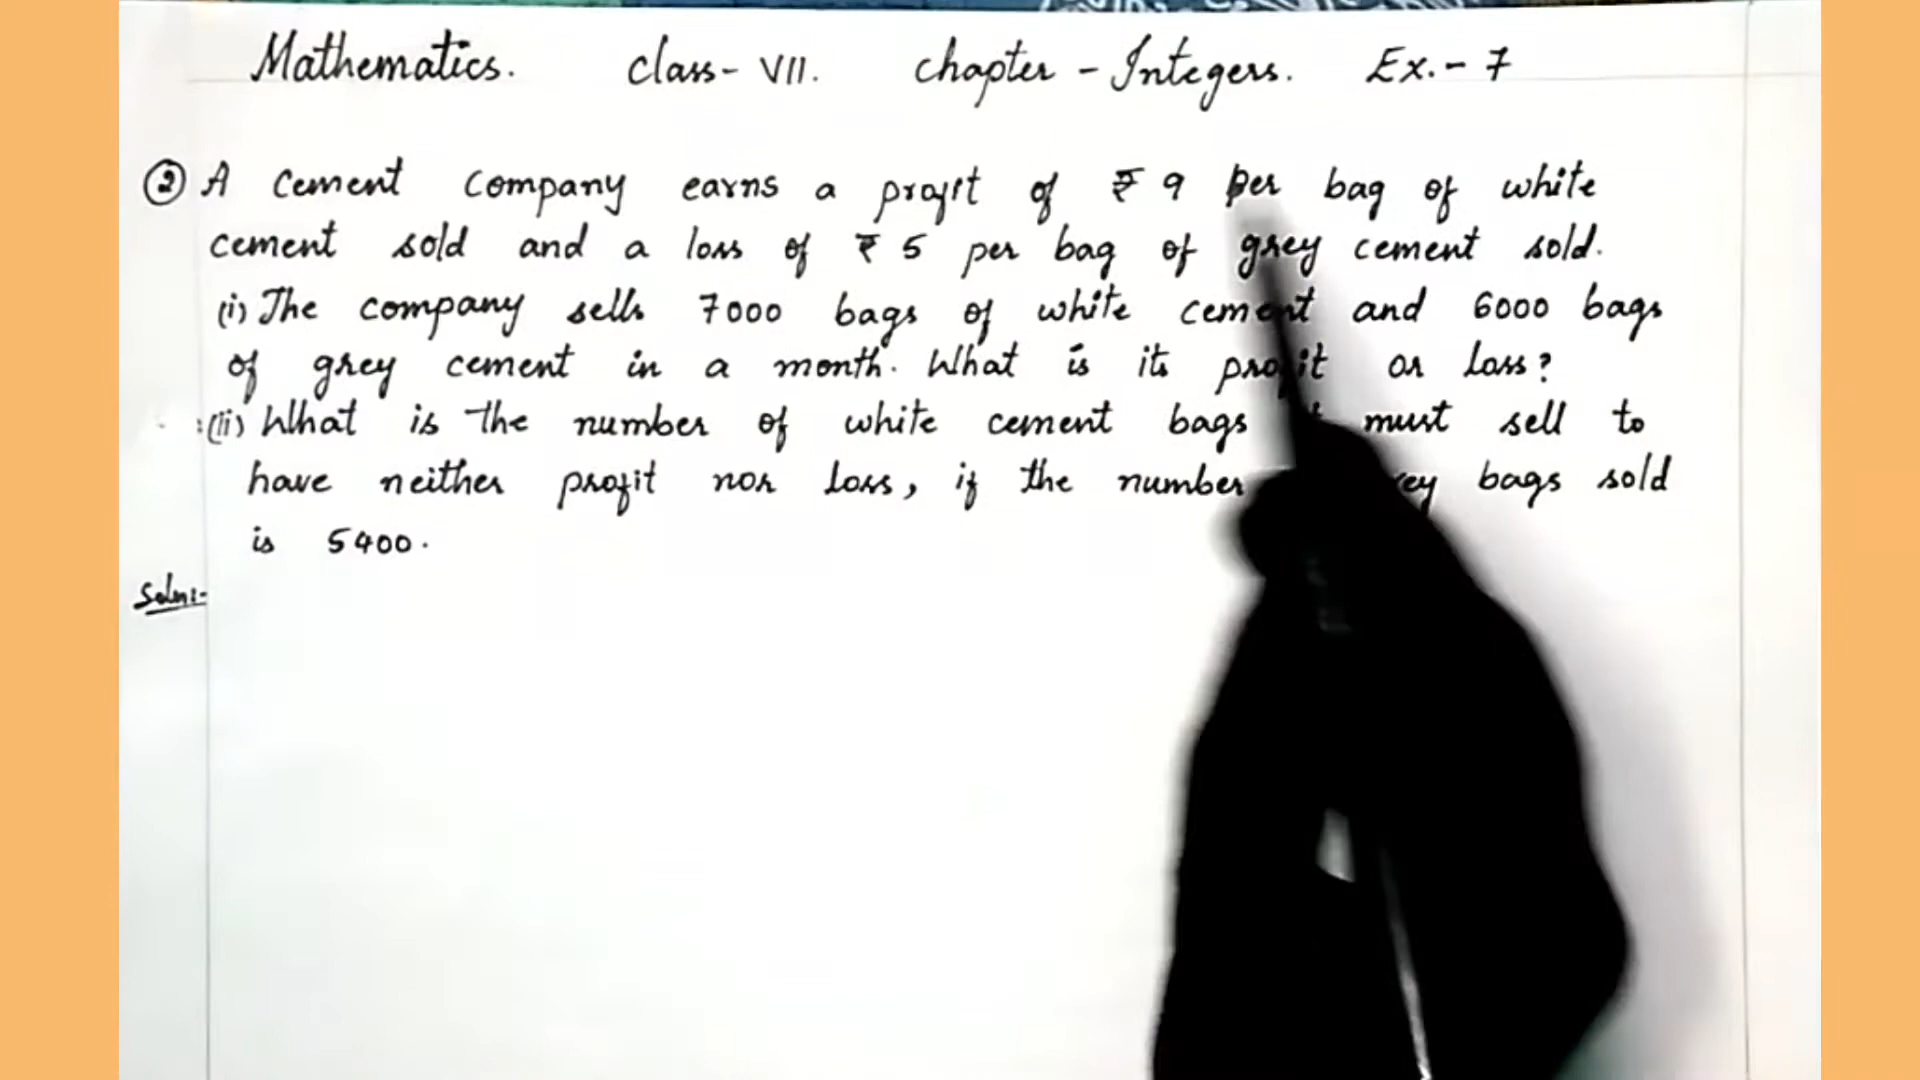 Mathematics. class- VII. chapter - Integers. Ex.- 7
② A cement company earns a profit of ₹ 9 per bag of white
cement sold and a loss of ₹ 5 per bag of grey cement sold.
(i) The company sells 7000 bags of white cement and 6000 bags
of grey cement in a month. What is its profit or loss?
(ii) What is the number of white cement bags must sell to
have neither profit nor loss, if the number bags sold
is 5400.
Soln:-